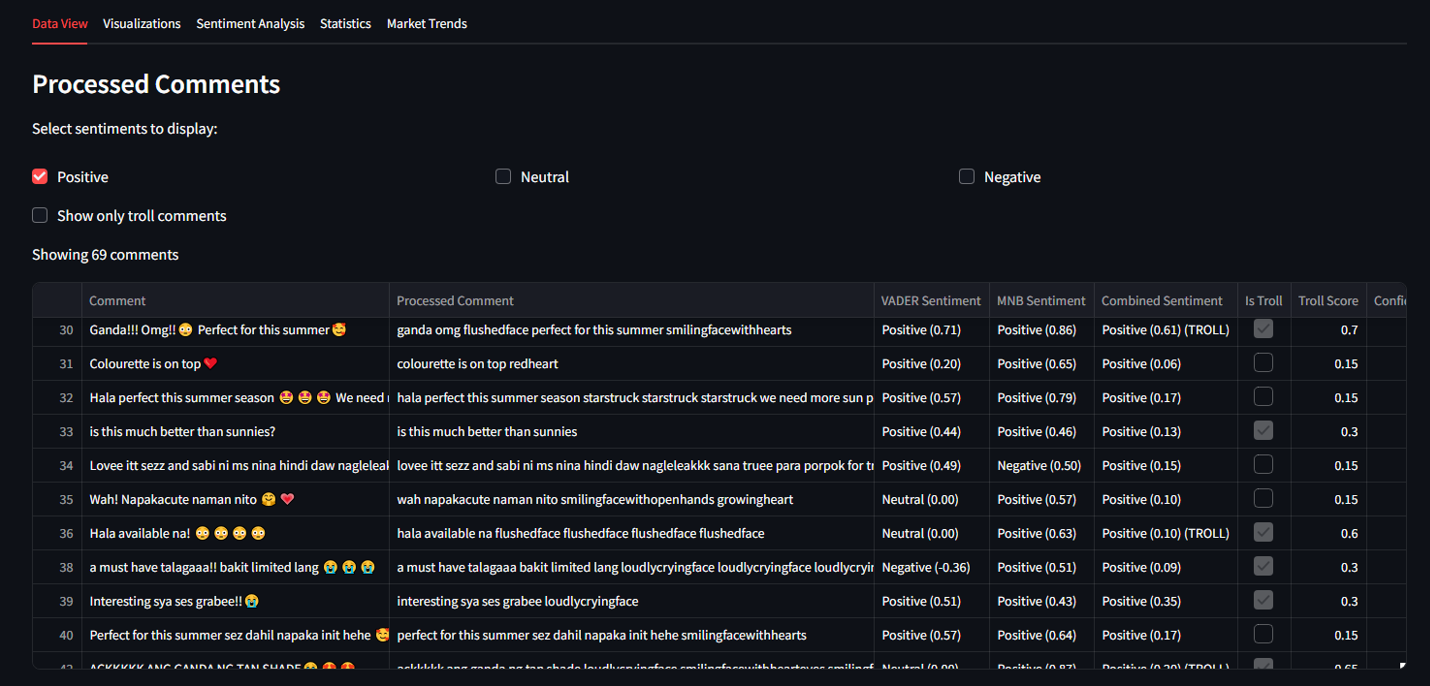 Data View Visualizations Sentiment Analysis Statistics Market Trends
Processed Comments
Select sentiments to display:
Positive Neutral Negative
Show only troll comments
Showing 69 comments
Comment Processed Comment VADER Sentiment MNB Sentiment Combined Sentiment Is Troll Troll Score Confi
30 Ganda!!! Omg!! 😳 Perfect for this summer 🥰 ganda omg flushedface perfect for this summer smilingfacewithhearts Positive (0.71) Positive (0.86) Positive (0.61) (TROLL) 0.7
31 Colourette is on top ❤️ colourette is on top redheart Positive (0.20) Positive (0.65) Positive (0.06) 0.15
32 Hala perfect this summer season 🤩 🤩 🤩 We need hala perfect this summer season starstruck starstruck starstruck we need more sun p Positive (0.57) Positive (0.79) Positive (0.17) 0.15
33 is this much better than sunnies? is this much better than sunnies Positive (0.44) Positive (0.46) Positive (0.13) 0.3
34 Lovee itt sezz and sabi ni ms nina hindi daw nagleleak lovee itt sezz and sabi ni ms nina hindi daw nagleleakkk sana truee para porpok for tr Positive (0.49) Negative (0.50) Positive (0.15) 0.15
35 Wah! Napakacute naman nito 🤗 💗 wah napakacute naman nito smilingfacewithopenhands growingheart Neutral (0.00) Positive (0.57) Positive (0.10) 0.15
36 Hala available na! 😳 😳 😳 😳 hala available na flushedface flushedface flushedface flushedface Neutral (0.00) Positive (0.63) Positive (0.10) (TROLL) 0.6
38 a must have talagaaa!! bakit limited lang 😭 😭 😭 a must have talagaaa bakit limited lang loudlycryingface loudlycryingface loudlycryin Negative (-0.36) Positive (0.51) Positive (0.09) 0.3
39 Interesting sya ses grabee!! 😭 interesting sya ses grabee loudlycryingface Positive (0.51) Positive (0.43) Positive (0.35) 0.3
40 Perfect for this summer sez dahil napaka init hehe 🥰 perfect for this summer sez dahil napaka init hehe smilingfacewithhearts Positive (0.57) Positive (0.64) Positive (0.17) 0.15
ACKKKKK ANG GANDA NG TAN SHADE ackkkkk ang ganda ng tan shade loudlycryingface smilingfacewithhearteyes Neutral (0.00) Positive (0.87) Positive (0.20) (TROLL) 0.65